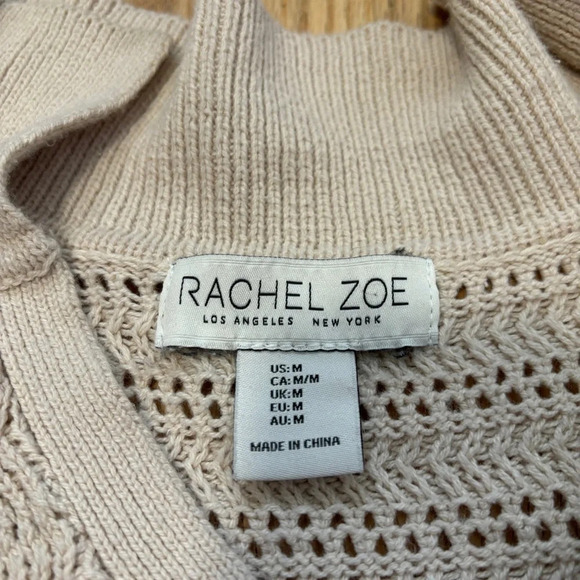 RACHEL ZOE
LOS ANGELES NEW YORK
US: M
CA: M/M
UK: M
EU: M
AU: M
MADE IN CHINA